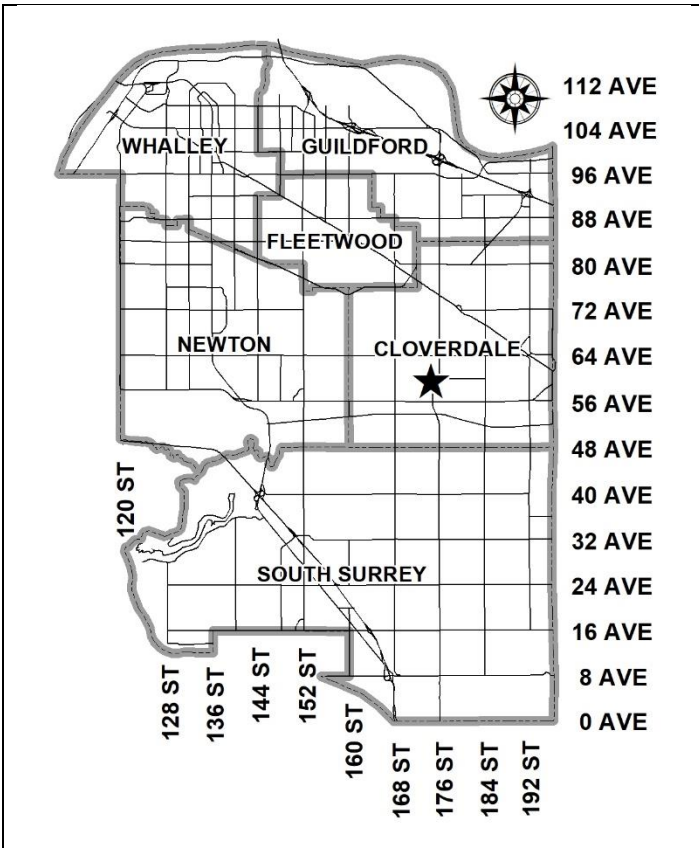 112 AVE
104 AVE
WHALLEY
GUILDFORD
96 AVE
88 AVE
FLEETWOOD
80 AVE
72 AVE
NEWTON
CLOVERDALE
64 AVE
56 AVE
48 AVE
120 ST
40 AVE
32 AVE
SOUTH SURREY
24 AVE
16 AVE
8 AVE
0 AVE
128 ST
136 ST
144 ST
152 ST
160 ST
168 ST
176 ST
184 ST
192 ST